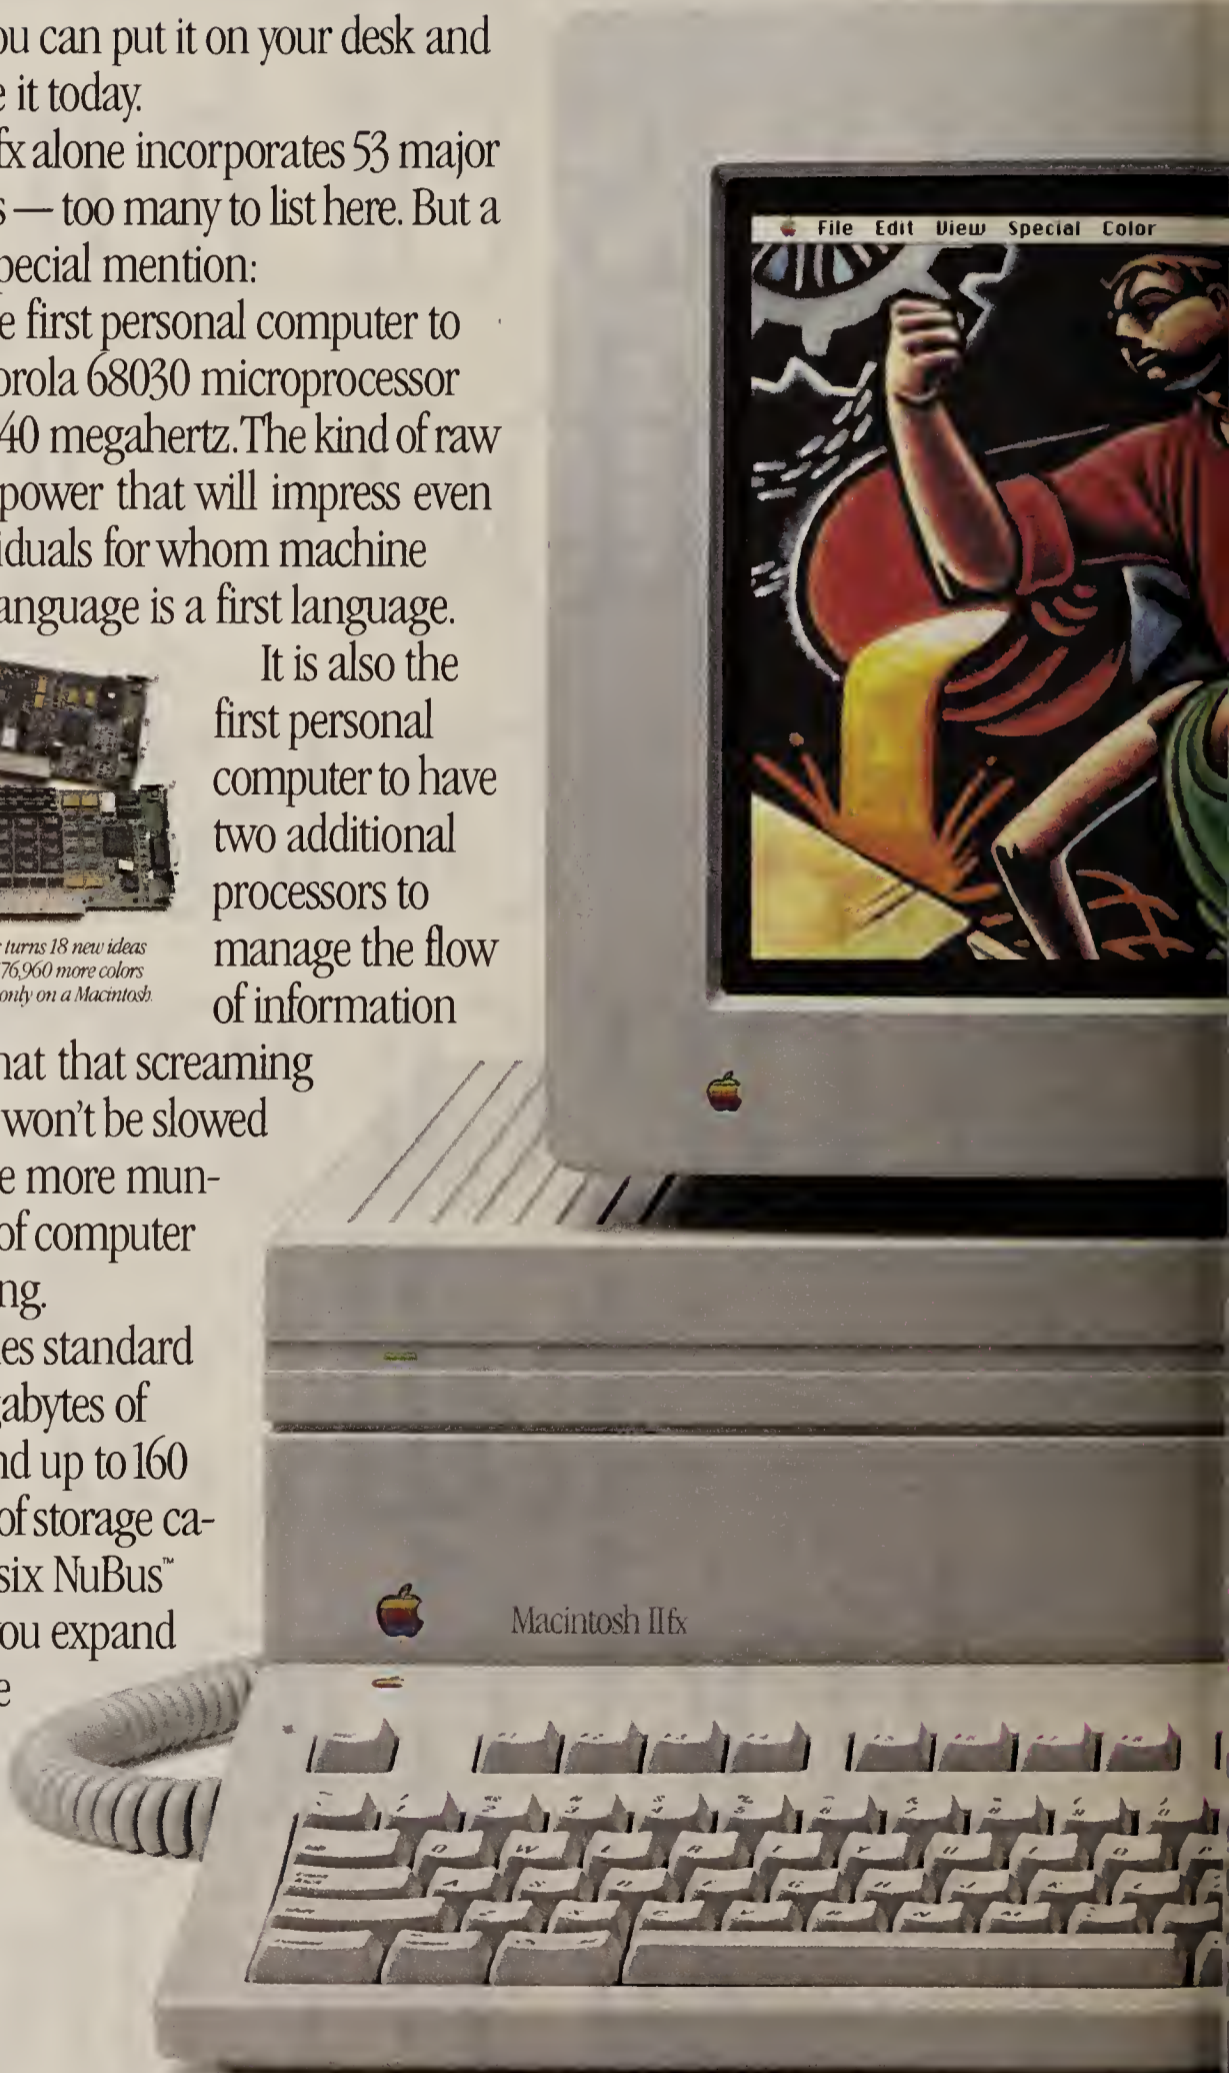 ou can put it on your desk and
e it today.
fx alone incorporates 53 major
s — too many to list here. But a
pecial mention:
e first personal computer to
orola 68030 microprocessor
40 megahertz. The kind of raw
power that will impress even
iduals for whom machine
anguage is a first language.
It is also the
first personal
computer to have
two additional
processors to
manage the flow
of information
turns 18 new ideas
76,960 more colors
only on a Macintosh.
hat that screaming
won't be slowed
e more mun-
of computer
ng.
es standard
gabytes of
nd up to 160
of storage ca-
six NuBus™
ou expand
e
File Edit View Special Color
Macintosh IIfx